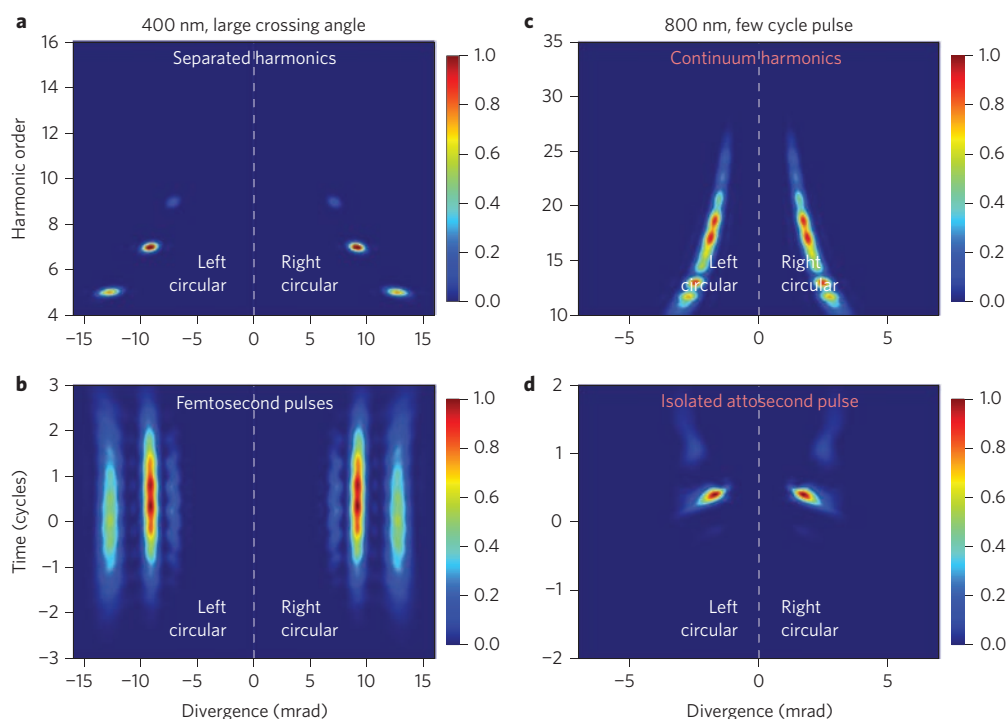 a
400 nm, large crossing angle
16
14
12
10
8
6
4
Harmonic order
Separated harmonics
Left
circular
Right
circular
−15
−10
−5
0
5
10
15
1.0
0.8
0.6
0.4
0.2
0.0
c
800 nm, few cycle pulse
35
30
25
20
15
10
Continuum harmonics
Left
circular
Right
circular
−5
0
5
1.0
0.8
0.6
0.4
0.2
0.0
b
3
2
1
0
−1
−2
−3
Time (cycles)
Femtosecond pulses
Left
circular
Right
circular
−15
−10
−5
0
5
10
15
Divergence (mrad)
1.0
0.8
0.6
0.4
0.2
0.0
d
2
1
0
−1
−2
Isolated attosecond pulse
Left
circular
Right
circular
−5
0
5
Divergence (mrad)
1.0
0.8
0.6
0.4
0.2
0.0